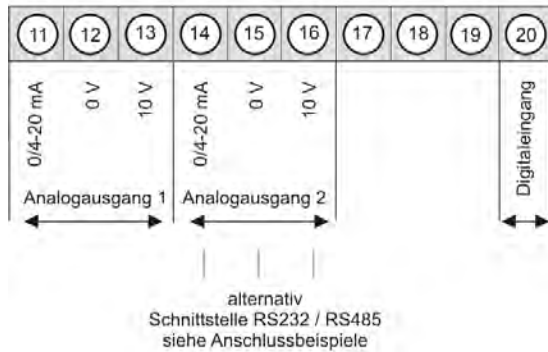 11 12 13 14 15 16 17 18 19 20
0/4-20 mA 0 V 10 V 0/4-20 mA 0 V 10 V Digitaleingang
Analogausgang 1 Analogausgang 2
alternativ
Schnittstelle RS232 / RS485
siehe Anschlussbeispiele